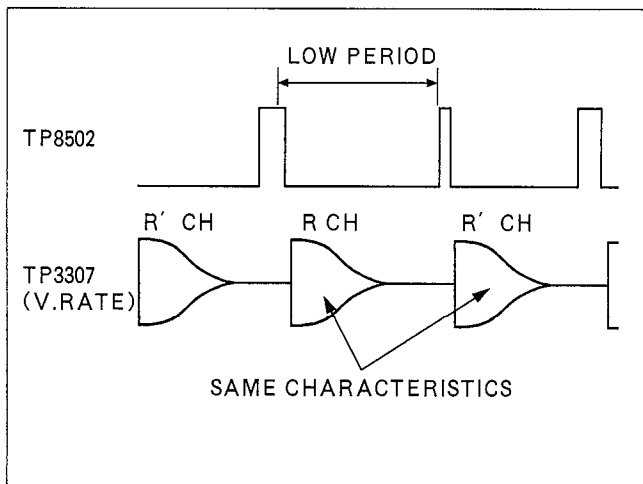 LOW PERIOD
TP8502
R' CH
R CH
R' CH
TP3307
(V.RATE)
SAME CHARACTERISTICS